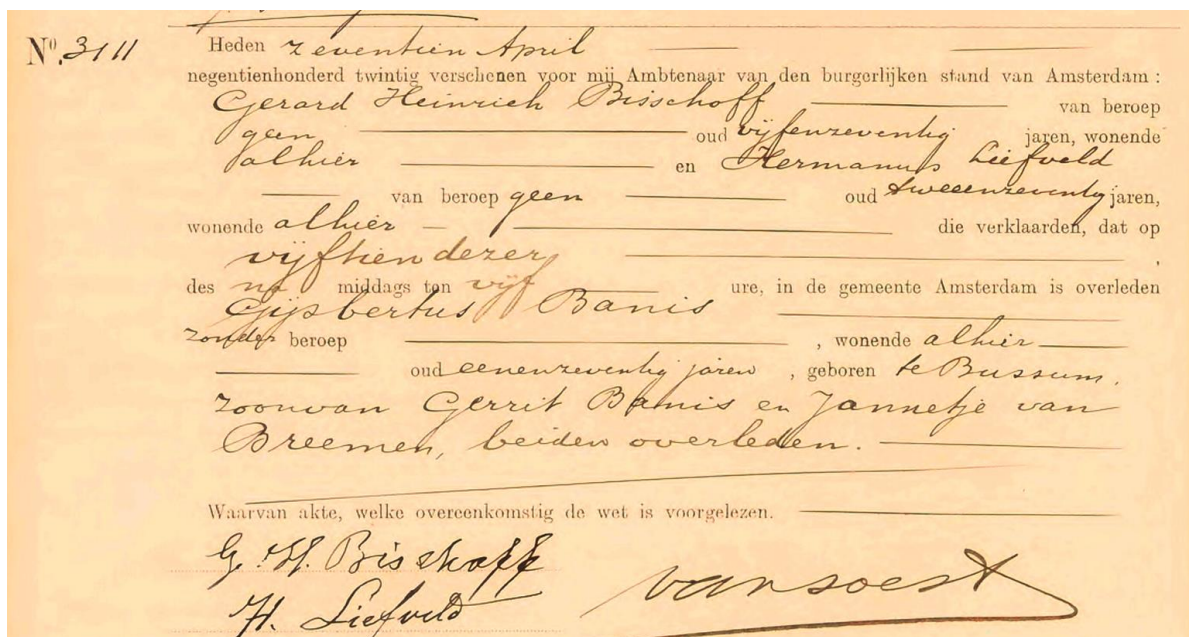 Nº. 3111
Heden zeventien April
negentienhonderd twintig verschenen voor mij Ambtenaar van den burgerlijken stand van Amsterdam :
Gerard Heinrich Bisschoff van beroep
geen oud vijfenzeventig jaren, wonende
alhier en Hermanus Liefveld
van beroep geen oud tweeenzeventig jaren,
wonende alhier die verklaarden, dat op
vijftien dezer,
des na middags ten vijf ure, in de gemeente Amsterdam is overleden
Gijsbertus Banis
zonder beroep , wonende alhier
oud eenenzeventig jaren , geboren te Bussum,
zoon van Gerrit Banis en Jannetje van
Breemen, beiden overleden.
Waarvan akte, welke overeenkomstig de wet is voorgelezen.
G. H. Bisschoff
H. Liefveld
van Soest